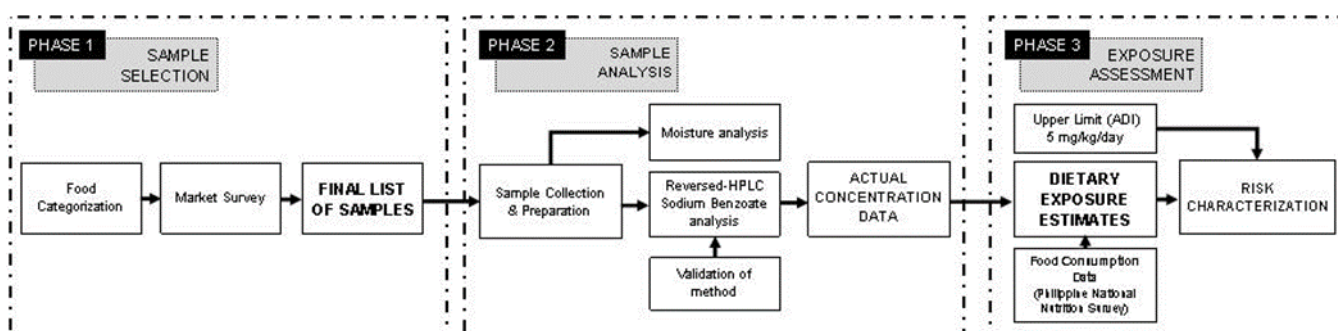 PHASE 1
SAMPLE
SELECTION
Food
Categorization
Market Survey
FINAL LIST
OF SAMPLES
PHASE 2
SAMPLE
ANALYSIS
Moisture analysis
Sample Collection
& Preparation
Reversed-HPLC
Sodium Benzoate
analysis
Validation of
method
ACTUAL
CONCENTRATION
DATA
PHASE 3
EXPOSURE
ASSESSMENT
Upper Limit (ADI)
5 mg/kg/day
DIETARY
EXPOSURE
ESTIMATES
Food Consumption
Data
(Philippine National
Nutrition Survey)
RISK
CHARACTERIZATION